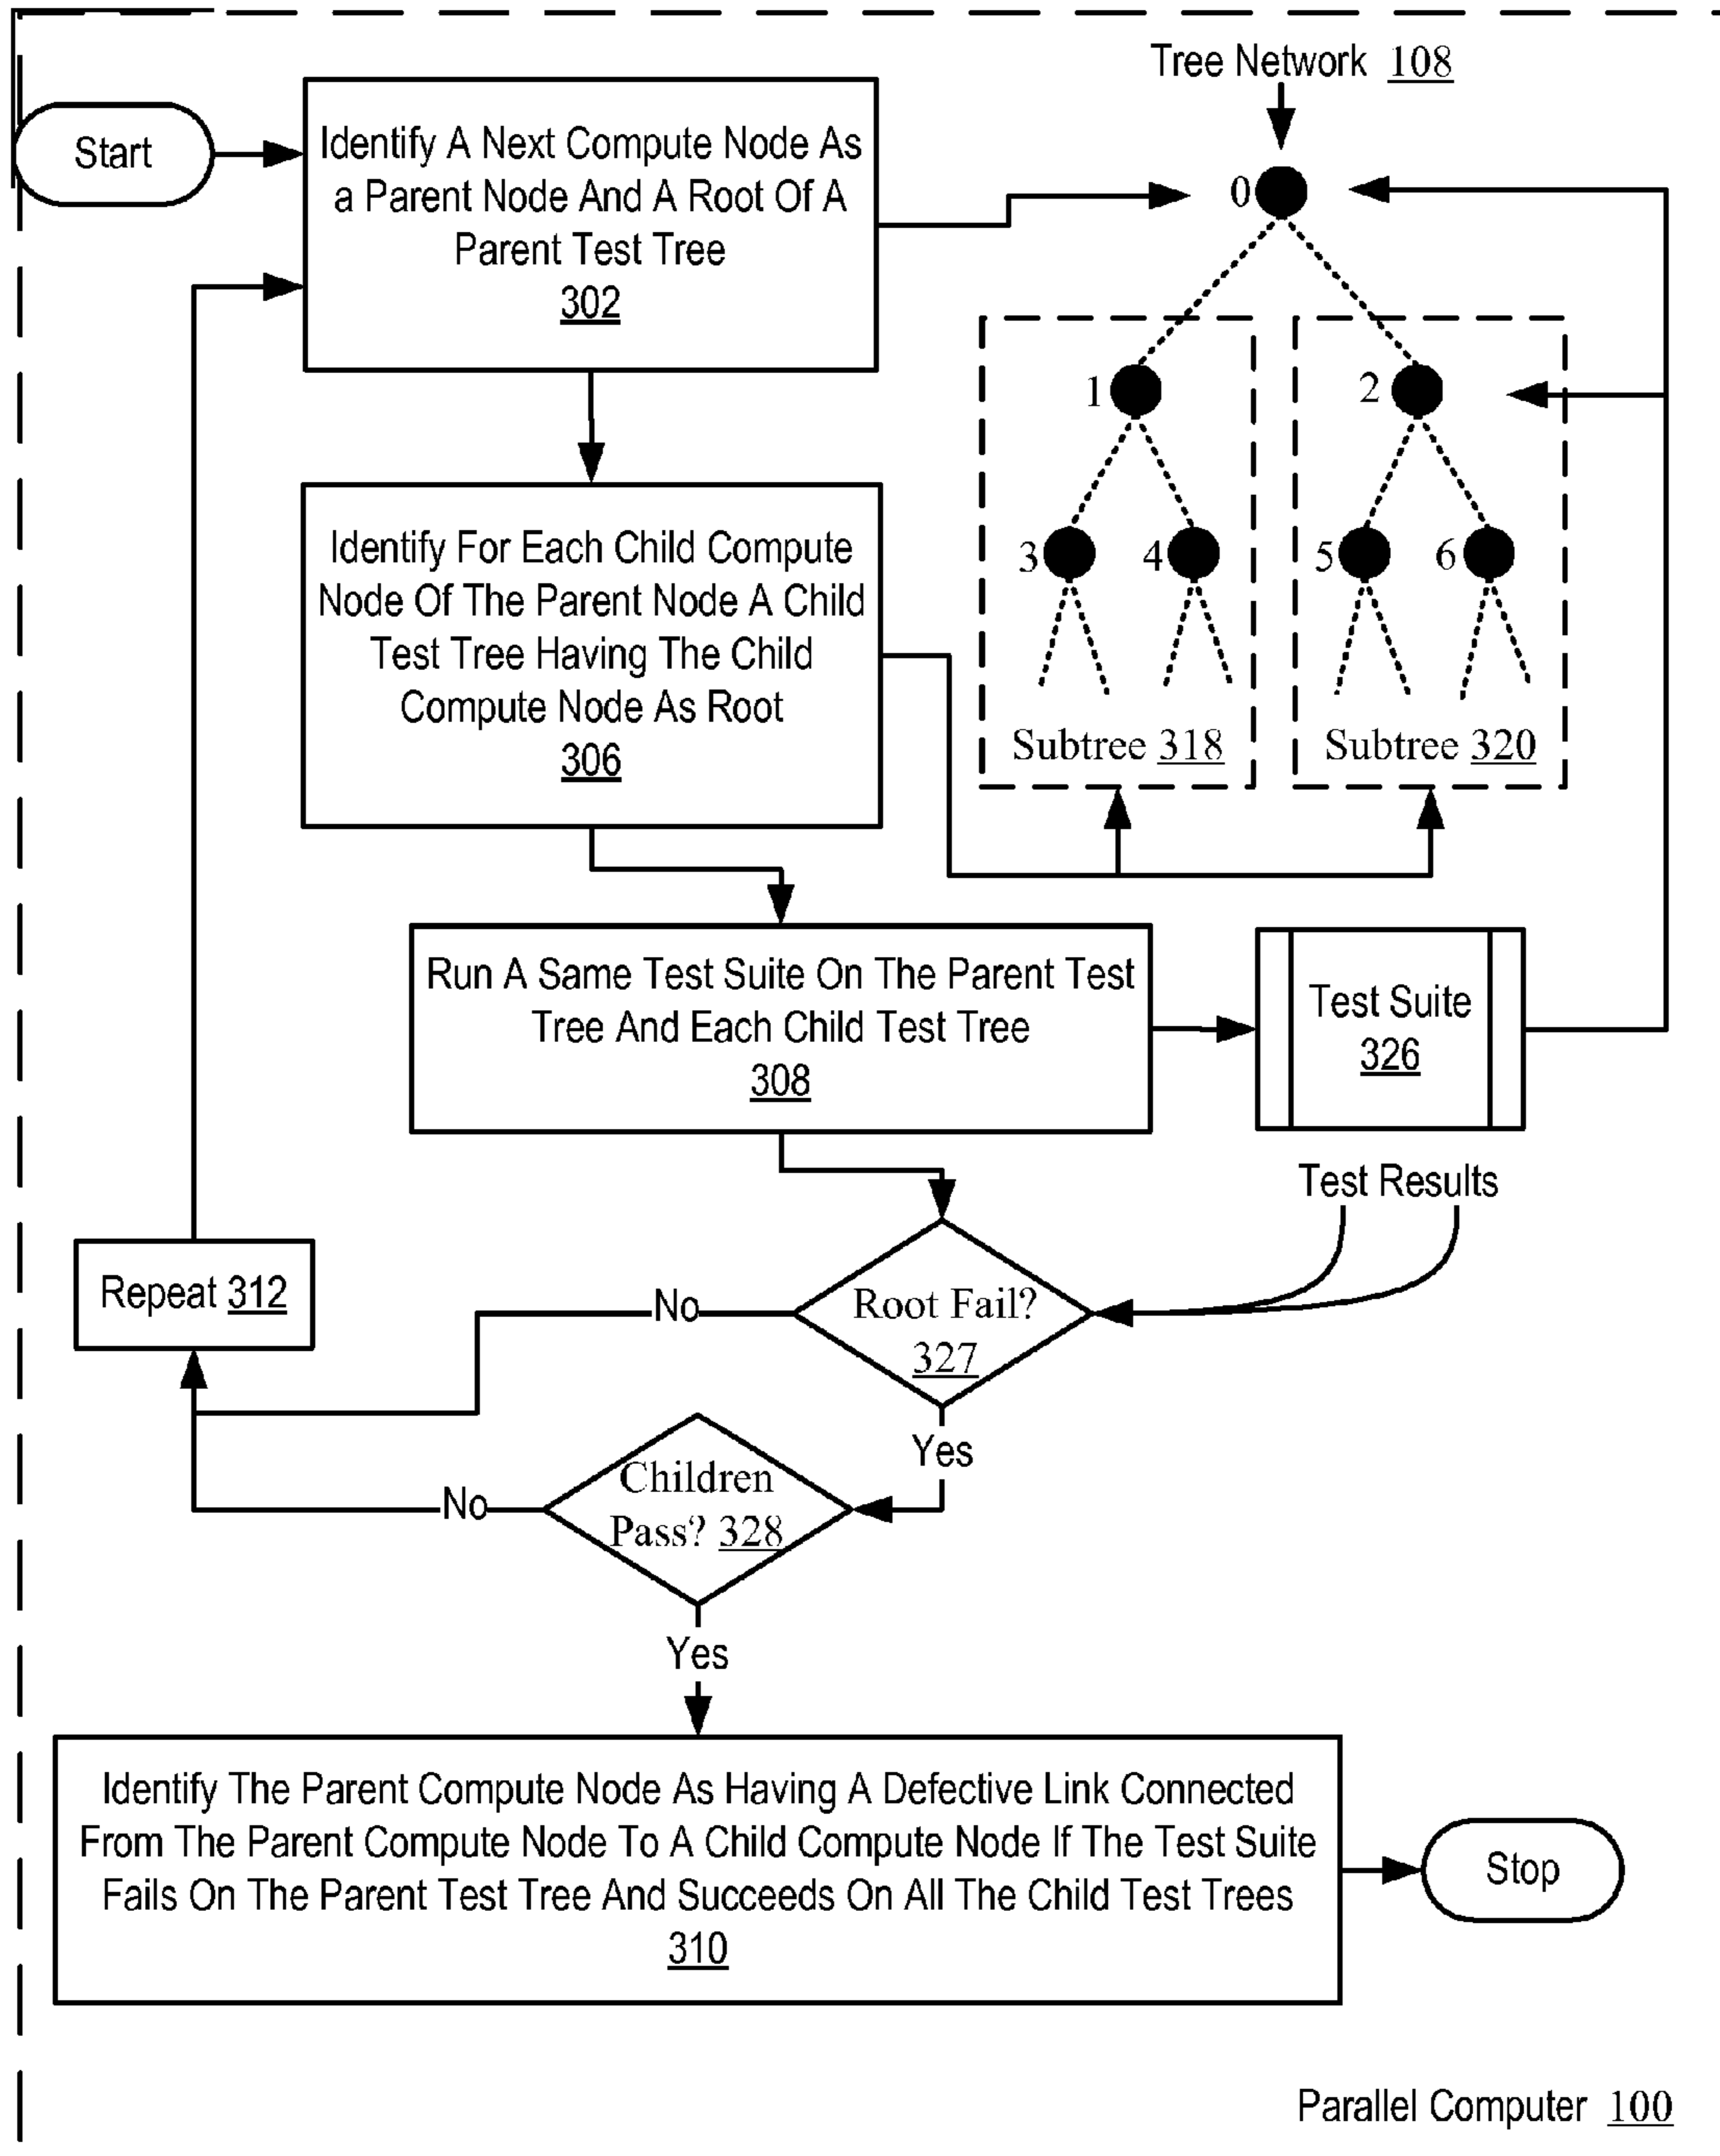 Tree Network 108
Start
Identify A Next Compute Node As
a Parent Node And A Root Of A
Parent Test Tree
302
0
1
2
3
4
5
6
Subtree 318
Subtree 320
Identify For Each Child Compute
Node Of The Parent Node A Child
Test Tree Having The Child
Compute Node As Root
306
Run A Same Test Suite On The Parent Test
Tree And Each Child Test Tree
308
Test Suite
326
Test Results
Repeat 312
No
Root Fail?
327
Yes
No
Children
Pass? 328
Yes
Identify The Parent Compute Node As Having A Defective Link Connected
From The Parent Compute Node To A Child Compute Node If The Test Suite
Fails On The Parent Test Tree And Succeeds On All The Child Test Trees
310
Stop
Parallel Computer 100